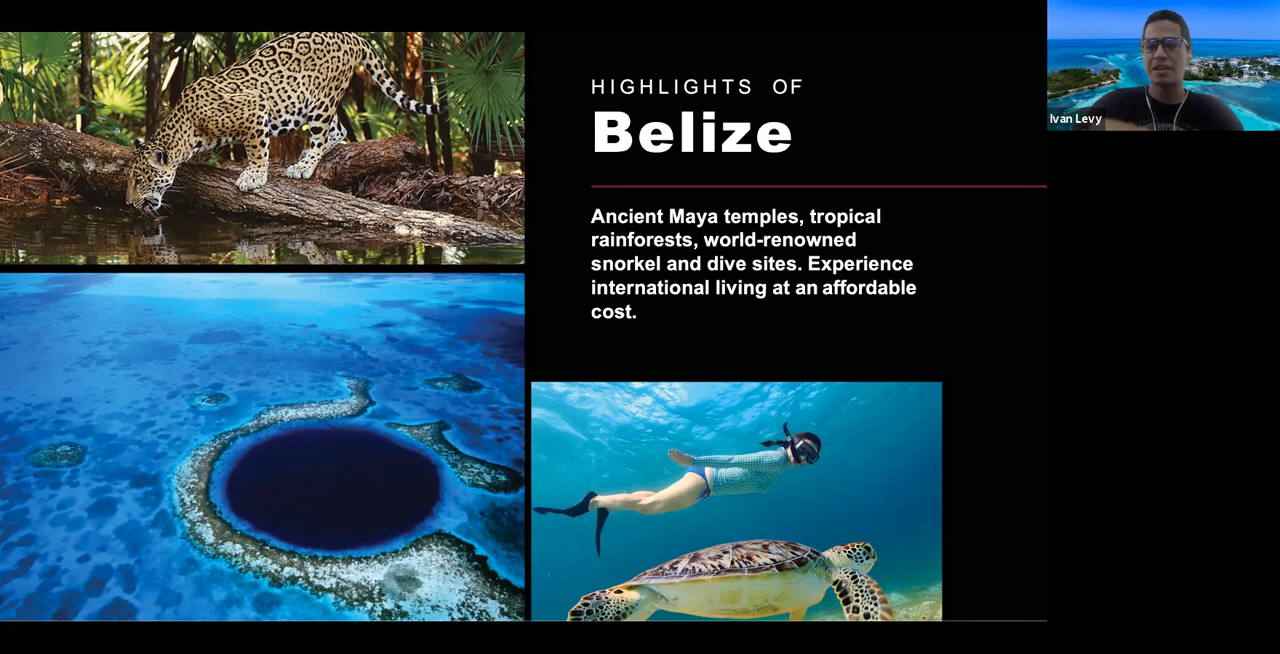 HIGHLIGHTS OF
Belize
Ancient Maya temples, tropical
rainforests, world-renowned
snorkel and dive sites. Experience
international living at an affordable
cost.
Ivan Levy